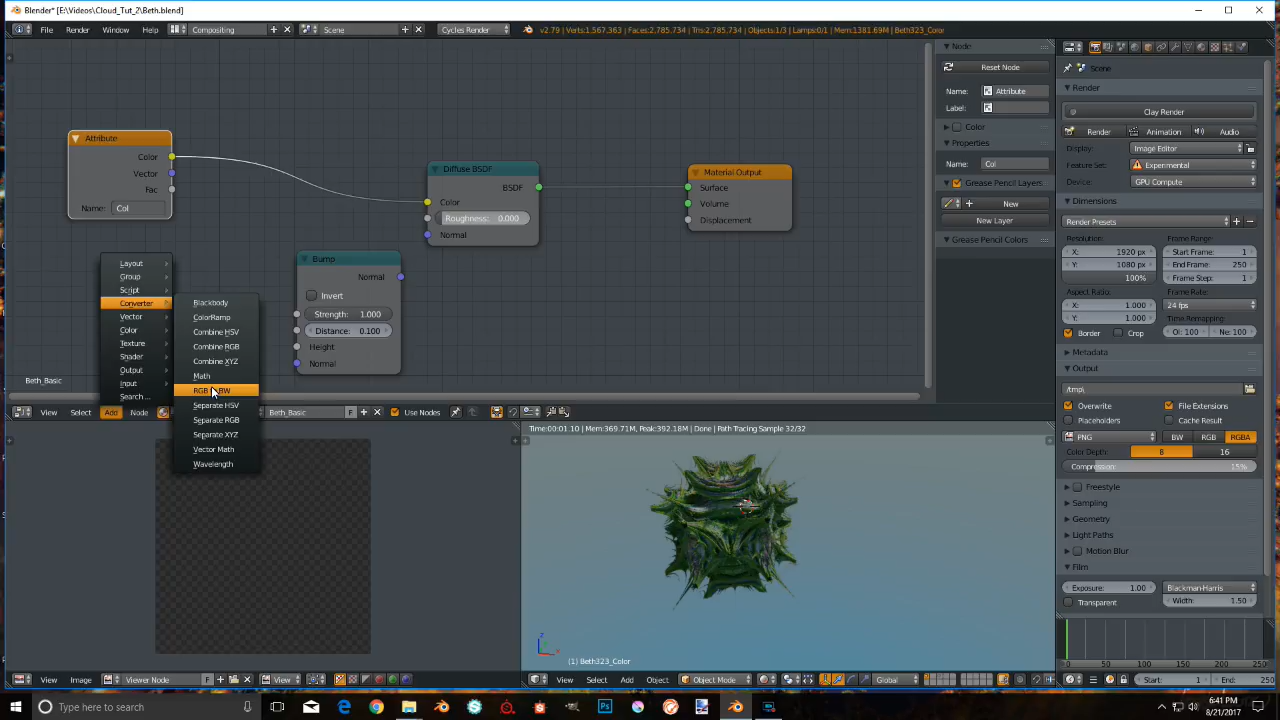 Blender* [E:\Videos\Cloud_Tut_2\Beth.blend]
File Render Window Help Compositing Scene Cycles Render v2.79 | Verts:1,567,363 | Faces:2,785,734 | Tris:2,785,734 | Objects:1/3 | Lamps:0/1 | Mem:1381.69M | Beth323_Color
Attribute
Color
Vector
Fac
Name: Col
Diffuse BSDF
BSDF
Color
Roughness: 0.000
Normal
Material Output
Surface
Volume
Displacement
Bump
Normal
Invert
Strength: 1.000
Distance: 0.100
Height
Normal
Layout
Group
Script
Converter
Vector
Color
Texture
Shader
Output
Input
Search ...
Blackbody
ColorRamp
Combine HSV
Combine RGB
Combine XYZ
Math
RGB BW
Separate HSV
Separate RGB
Separate XYZ
Vector Math
Wavelength
Beth_Basic
View Select Add Node Beth_Basic F Use Nodes
Node
Reset Node
Name: Attribute
Label:
Color
Properties
Name: Col
Grease Pencil Layers
New
New Layer
Grease Pencil Colors
Scene
Render
Clay Render
Render Animation Audio
Display: Image Editor
Feature Set: Experimental
Device: GPU Compute
Dimensions
Render Presets
Resolution: Frame Range:
X: 1920 px Start Frame: 1
Y: 1080 px End Frame: 250
100% Frame Step: 1
Aspect Ratio: Frame Rate:
X: 1.000 24 fps
Y: 1.000 Time Remapping:
Border Crop Ol: 100 Ne: 100
Metadata
Output
/tmp\
Overwrite File Extensions
Placeholders Cache Result
PNG BW RGB RGBA
Color Depth: 8 16
Compression: 15%
Freestyle
Sampling
Geometry
Light Paths
Motion Blur
Film
Exposure: 1.00 Blackman-Harris
Transparent Width: 1.50
0 50 100 150 200 250
Start: 1 End: 250
Time:00:01.10 | Mem:369.71M, Peak:392.18M | Done | Path Tracing Sample 32/32
(1) Beth323_Color
View Image Viewer Node F View
View Select Add Object Object Mode Global
Type here to search
6:41 PM
8/21/2017